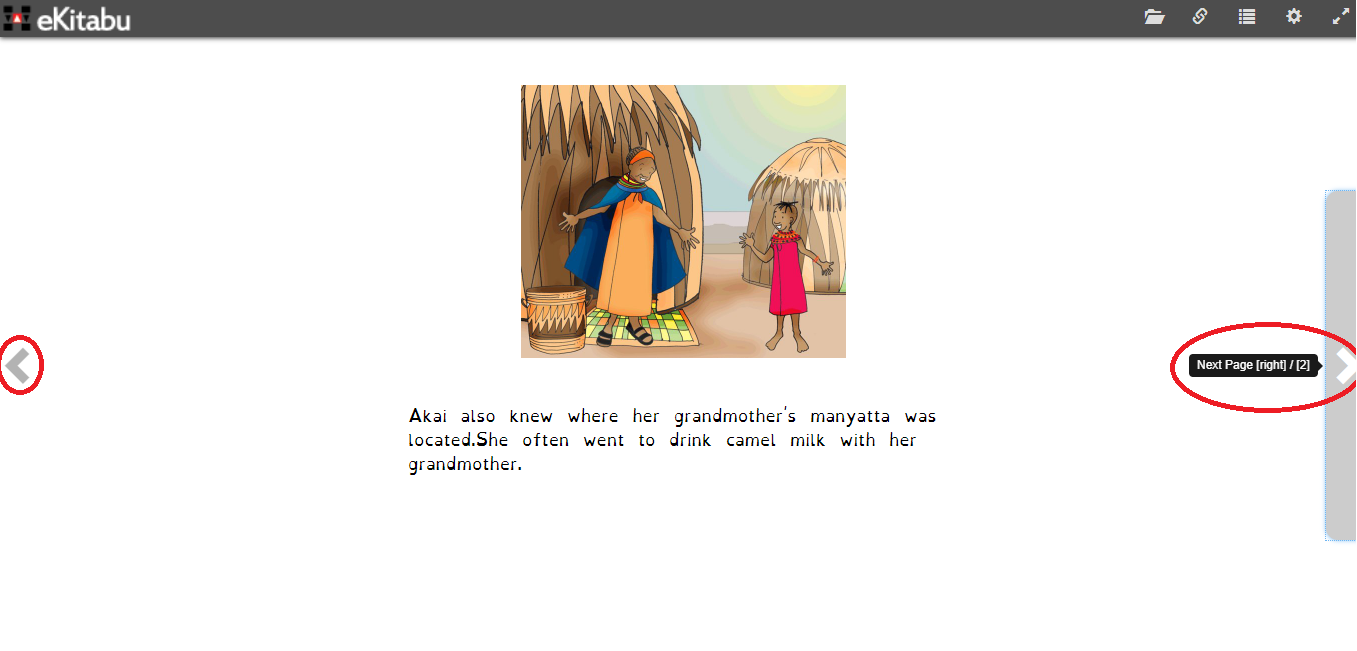 eKitabu
Next Page [right] / [2]
Akai also knew where her grandmother's manyatta was
located.She often went to drink camel milk with her
grandmother.